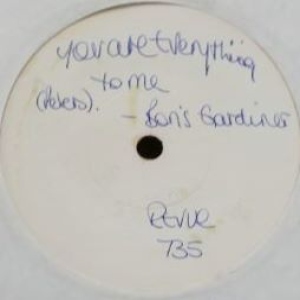 you are Everything
to me
(Peters).
- Boris Gardiner
REVUE
735